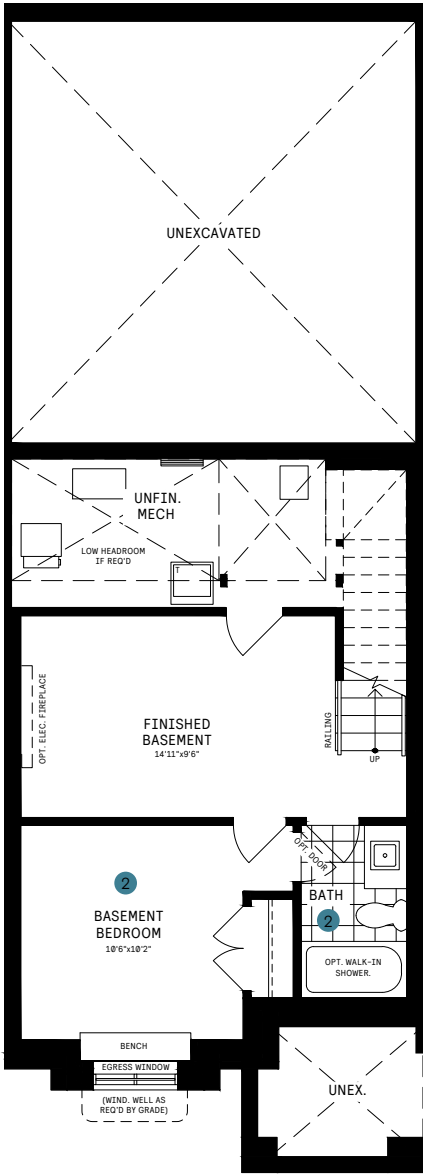 UNEXCAVATED
UNFIN.
MECH
LOW HEADROOM
IF REQ'D
T
OPT. ELEC. FIREPLACE
FINISHED
BASEMENT
14'11"x9'6"
RAILING
UP
OPT. DOOR
2
BASEMENT
BEDROOM
10'6"x10'2"
BATH
2
OPT. WALK-IN
SHOWER.
BENCH
EGRESS WINDOW
(WIND. WELL AS
REQ'D BY GRADE)
UNEX.